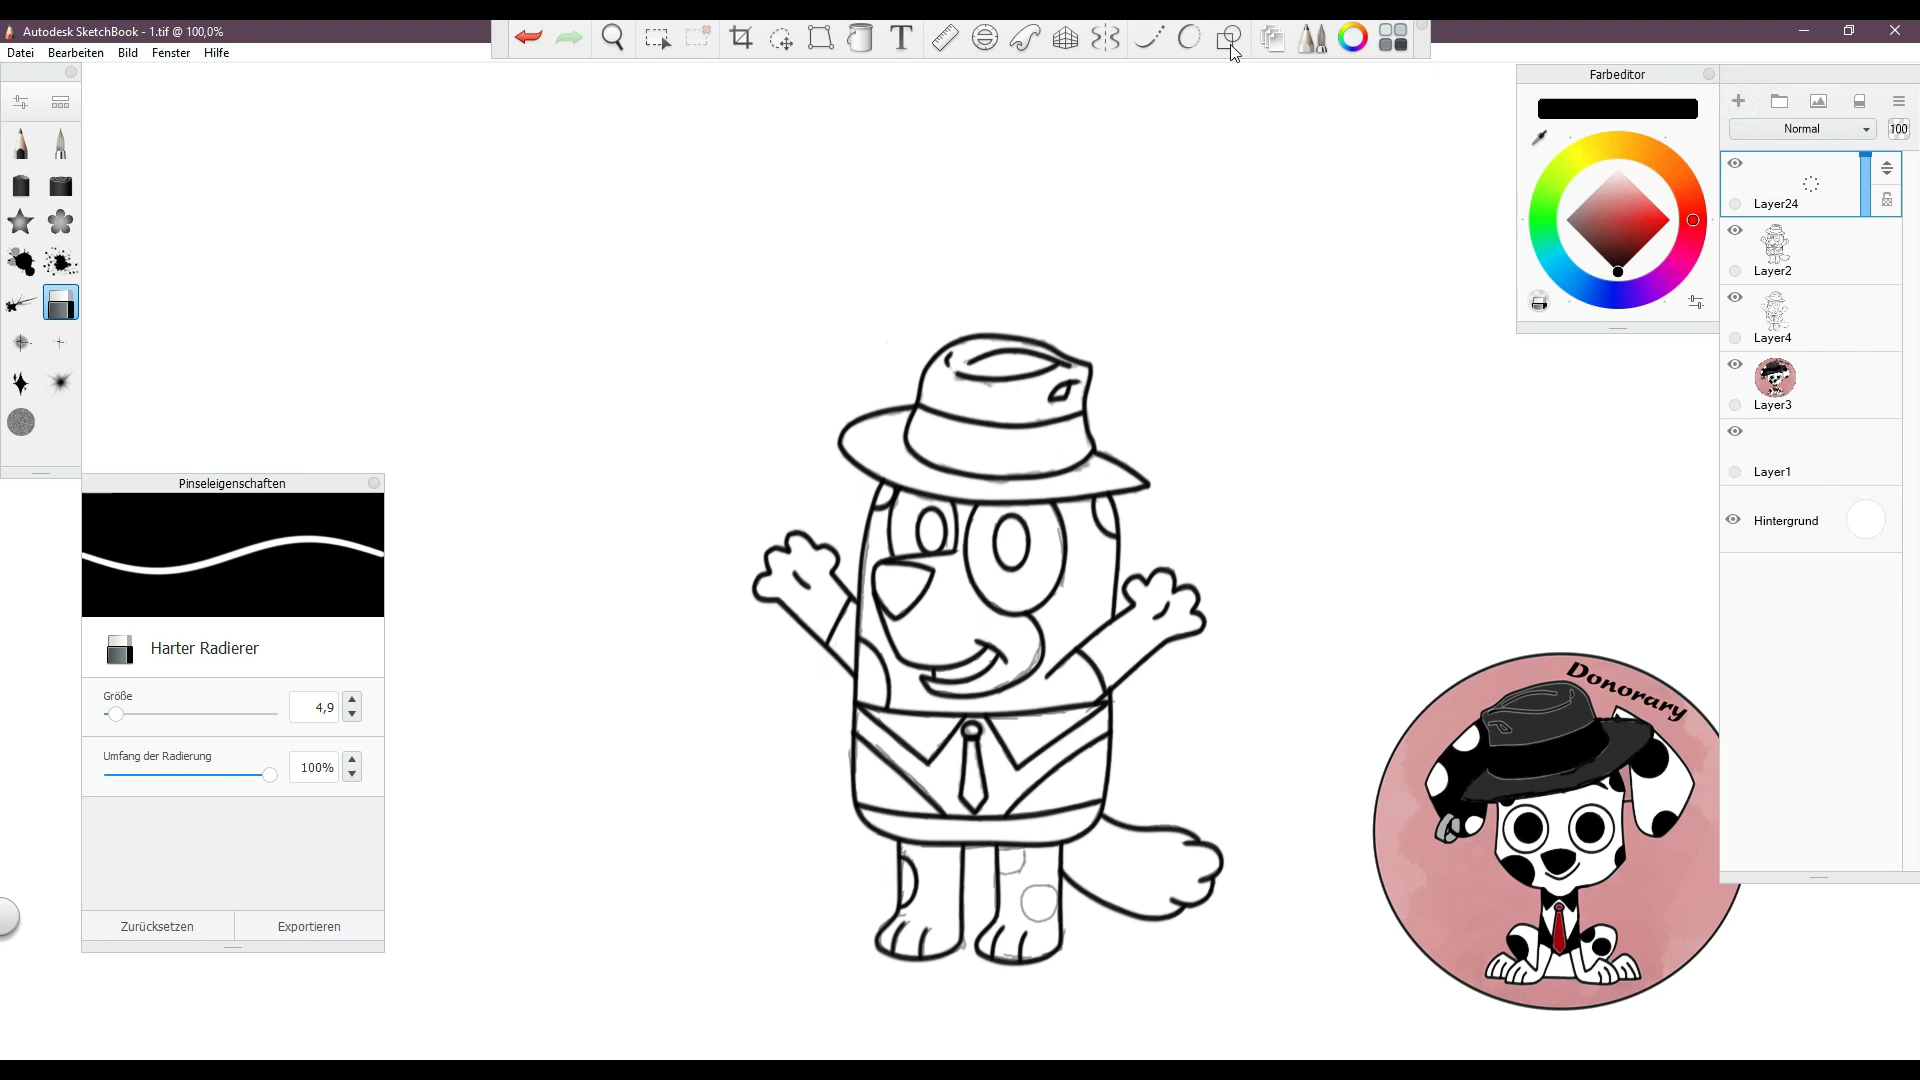 Autodesk SketchBook - 1.tif @ 100,0%
Datei Bearbeiten Bild Fenster Hilfe
T
Farbeditor
Normal 100
Layer24
Layer2
Layer4
Layer3
Layer1
Hintergrund
Pinseleigenschaften
Harter Radierer
Größe
4,9
Umfang der Radierung
100%
Zurücksetzen Exportieren
Donorary